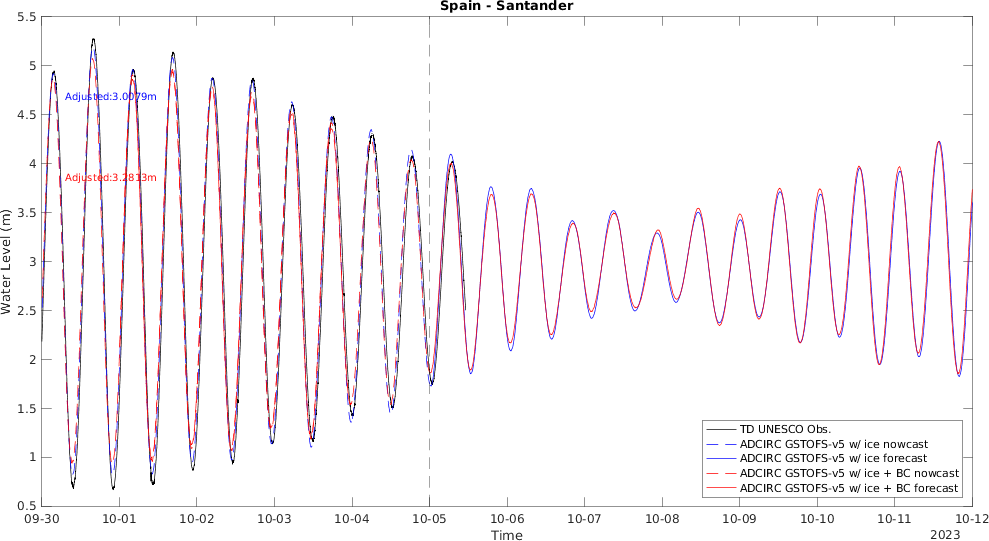 Spain - Santander
5.5
5
4.5
4
3.5
3
2.5
2
1.5
1
0.5
Water Level (m)
Adjusted:3.0079m
Adjusted:3.2813m
TD UNESCO Obs.
ADCIRC GSTOFS-v5 w/ ice nowcast
ADCIRC GSTOFS-v5 w/ ice forecast
ADCIRC GSTOFS-v5 w/ ice + BC nowcast
ADCIRC GSTOFS-v5 w/ ice + BC forecast
09-30 10-01 10-02 10-03 10-04 10-05 10-06 10-07 10-08 10-09 10-10 10-11 10-12
Time
2023